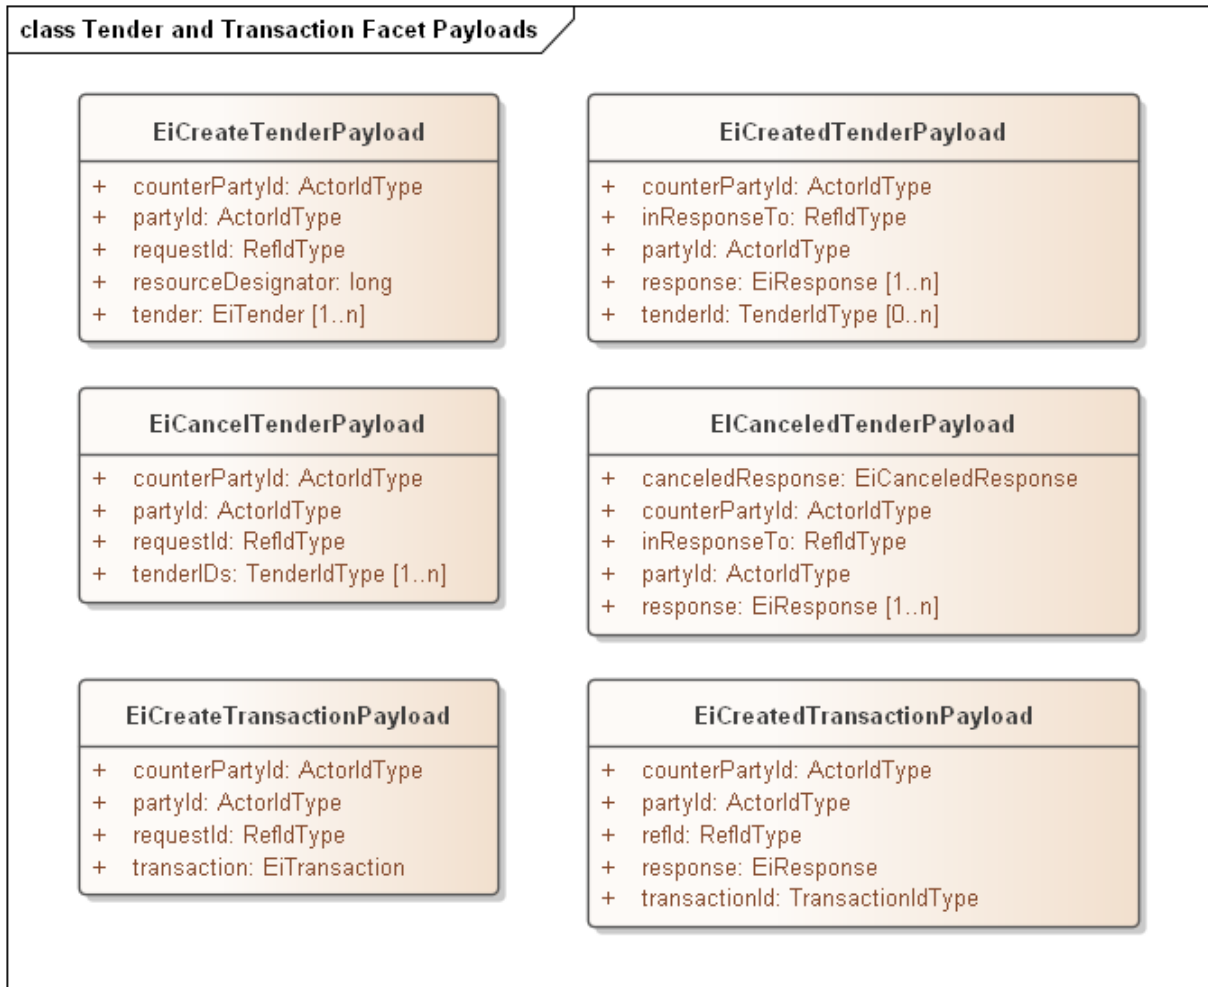 class Tender and Transaction Facet Payloads
EiCreateTenderPayload
+ counterPartyId: ActorIdType
+ partyId: ActorIdType
+ requestId: RefIdType
+ resourceDesignator: long
+ tender: EiTender [1..n]
EiCreatedTenderPayload
+ counterPartyId: ActorIdType
+ inResponseTo: RefIdType
+ partyId: ActorIdType
+ response: EiResponse [1..n]
+ tenderId: TenderIdType [0..n]
EiCancelTenderPayload
+ counterPartyId: ActorIdType
+ partyId: ActorIdType
+ requestId: RefIdType
+ tenderIDs: TenderIdType [1..n]
EICanceledTenderPayload
+ canceledResponse: EiCanceledResponse
+ counterPartyId: ActorIdType
+ inResponseTo: RefIdType
+ partyId: ActorIdType
+ response: EiResponse [1..n]
EiCreateTransactionPayload
+ counterPartyId: ActorIdType
+ partyId: ActorIdType
+ requestId: RefIdType
+ transaction: EiTransaction
EiCreatedTransactionPayload
+ counterPartyId: ActorIdType
+ partyId: ActorIdType
+ refId: RefIdType
+ response: EiResponse
+ transactionId: TransactionIdType